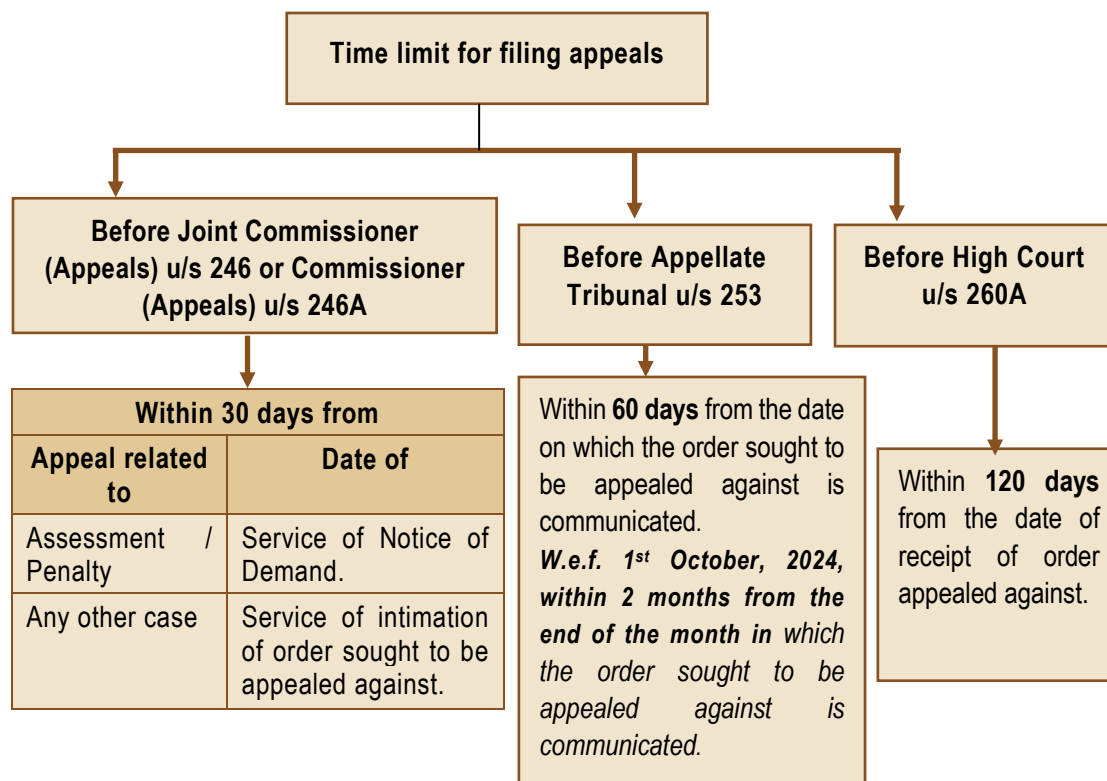 Time limit for filing appeals
Before Joint Commissioner
(Appeals) u/s 246 or Commissioner
(Appeals) u/s 246A
Before Appellate
Tribunal u/s 253
Before High Court
u/s 260A
Within 30 days from
Appeal related
to
Date of
Assessment /
Penalty
Service of Notice of
Demand.
Any other case
Service of intimation
of order sought to be
appealed against.
Within 60 days from the date
on which the order sought to
be appealed against is
communicated.
W.e.f. 1st October, 2024,
within 2 months from the
end of the month in which
the order sought to be
appealed against is
communicated.
Within 120 days
from the date of
receipt of order
appealed against.